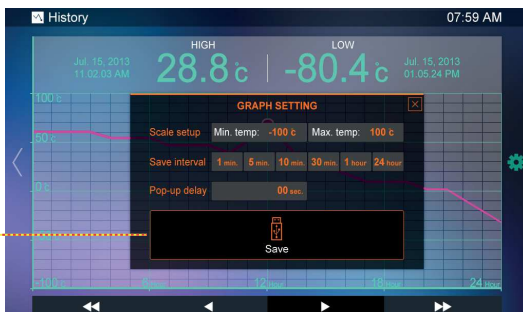 History
07:59 AM
HIGH
LOW
Jul. 15, 2013
11.02.03 AM
28.8 c
-80.4 c
Jul. 15, 2013
01.05.24 PM
100 c
GRAPH SETTING
Scale setup Min. temp: -100 c Max. temp: 100 c
50 c
Save interval 1 min. 5 min. 10 min. 30 min 1 hour 24 hour
0 c
Pop-up delay 00 sec.
Save
-100 c
6 Hour 12 Hour 18 Hour 24 Hour